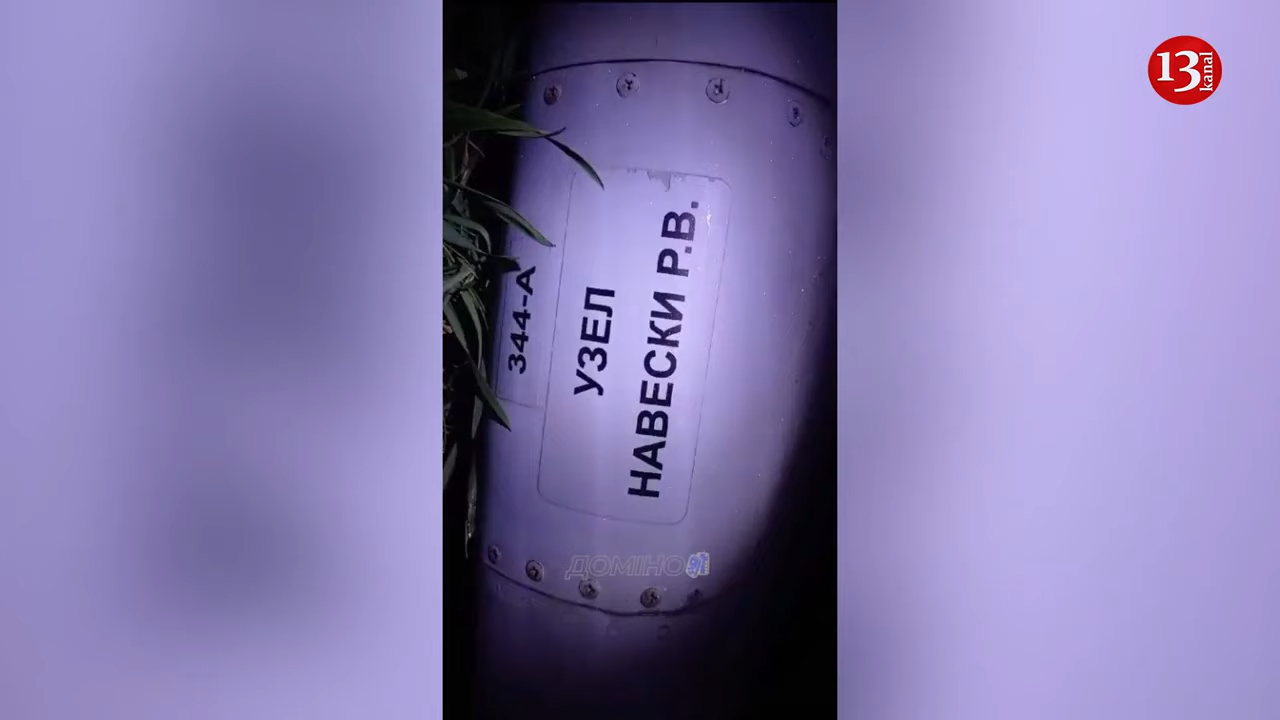 344-А
УЗЕЛ
НАВЕСКИ Р.В.
ДОМІНО
13
kanal